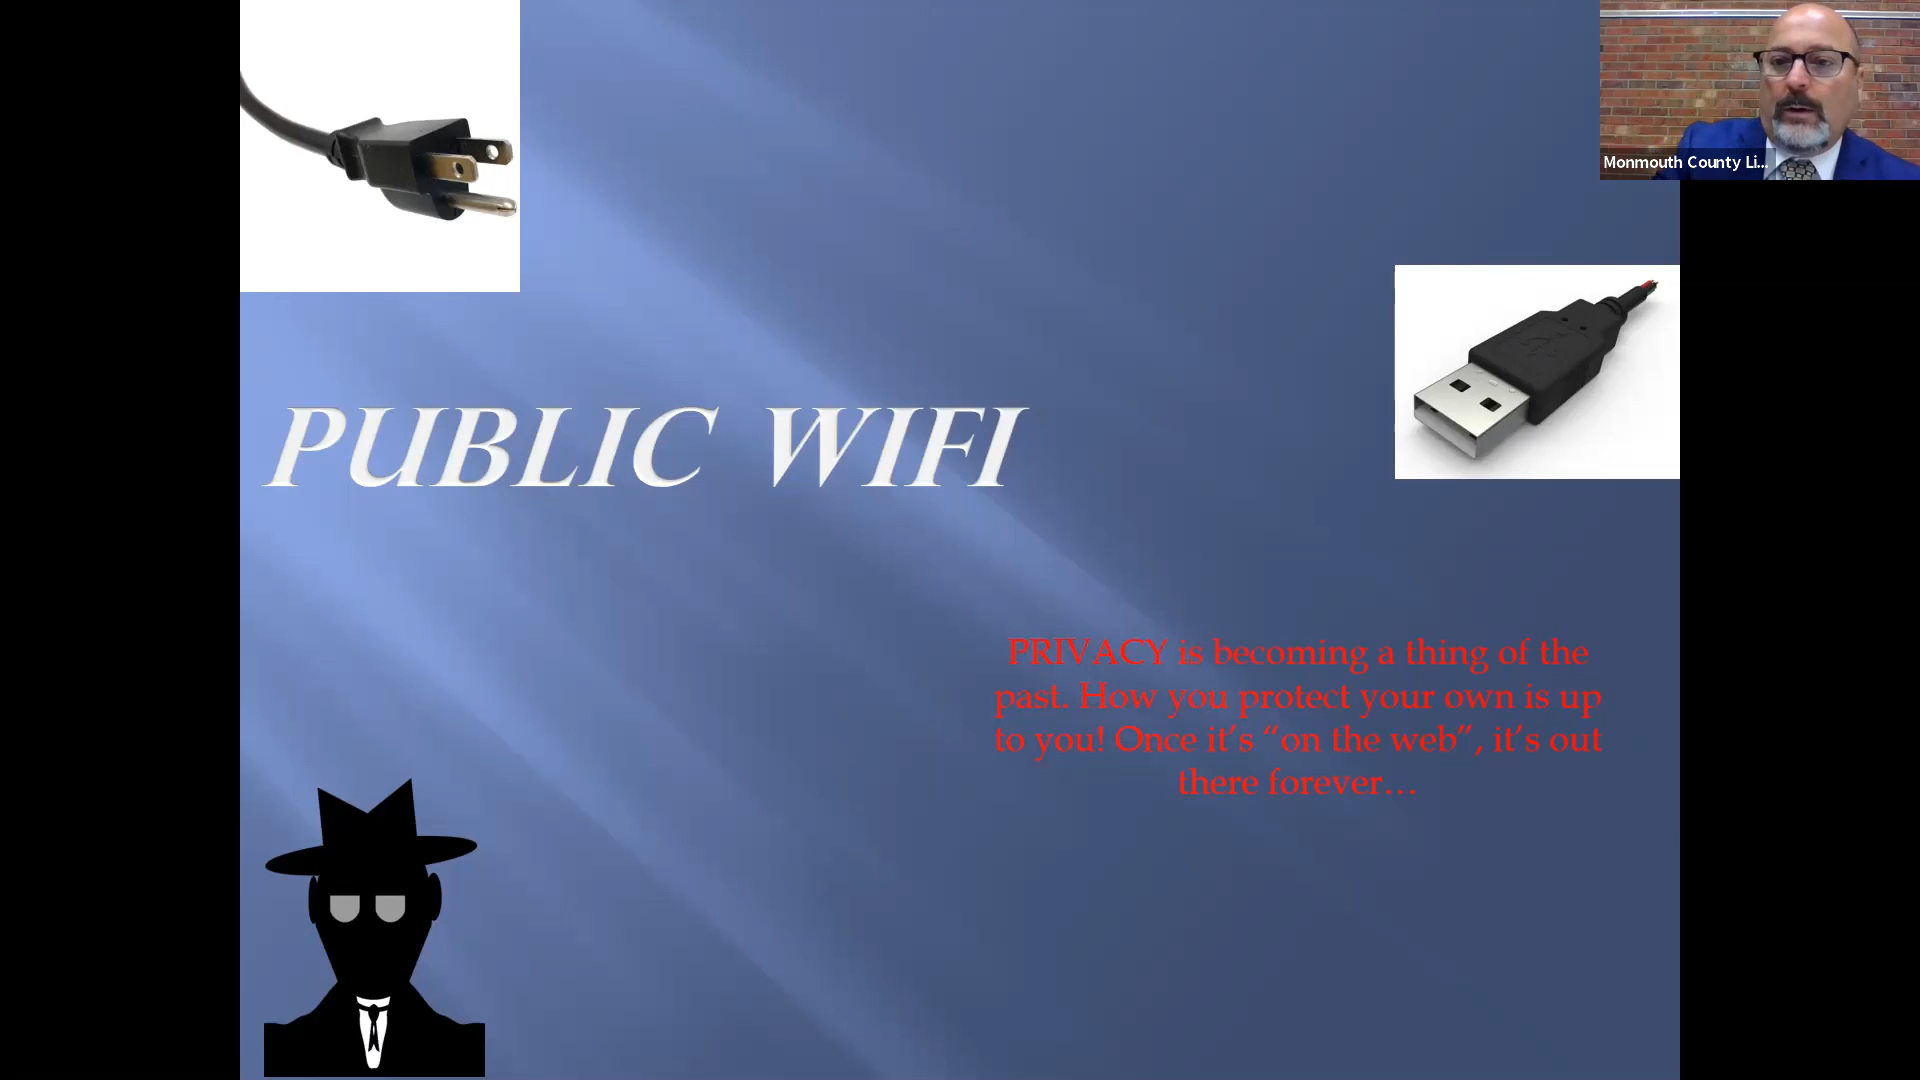 Monmouth County Li...
PUBLIC WIFI
PRIVACY is becoming a thing of the
past. How you protect your own is up
to you! Once it’s “on the web”, it’s out
there forever…